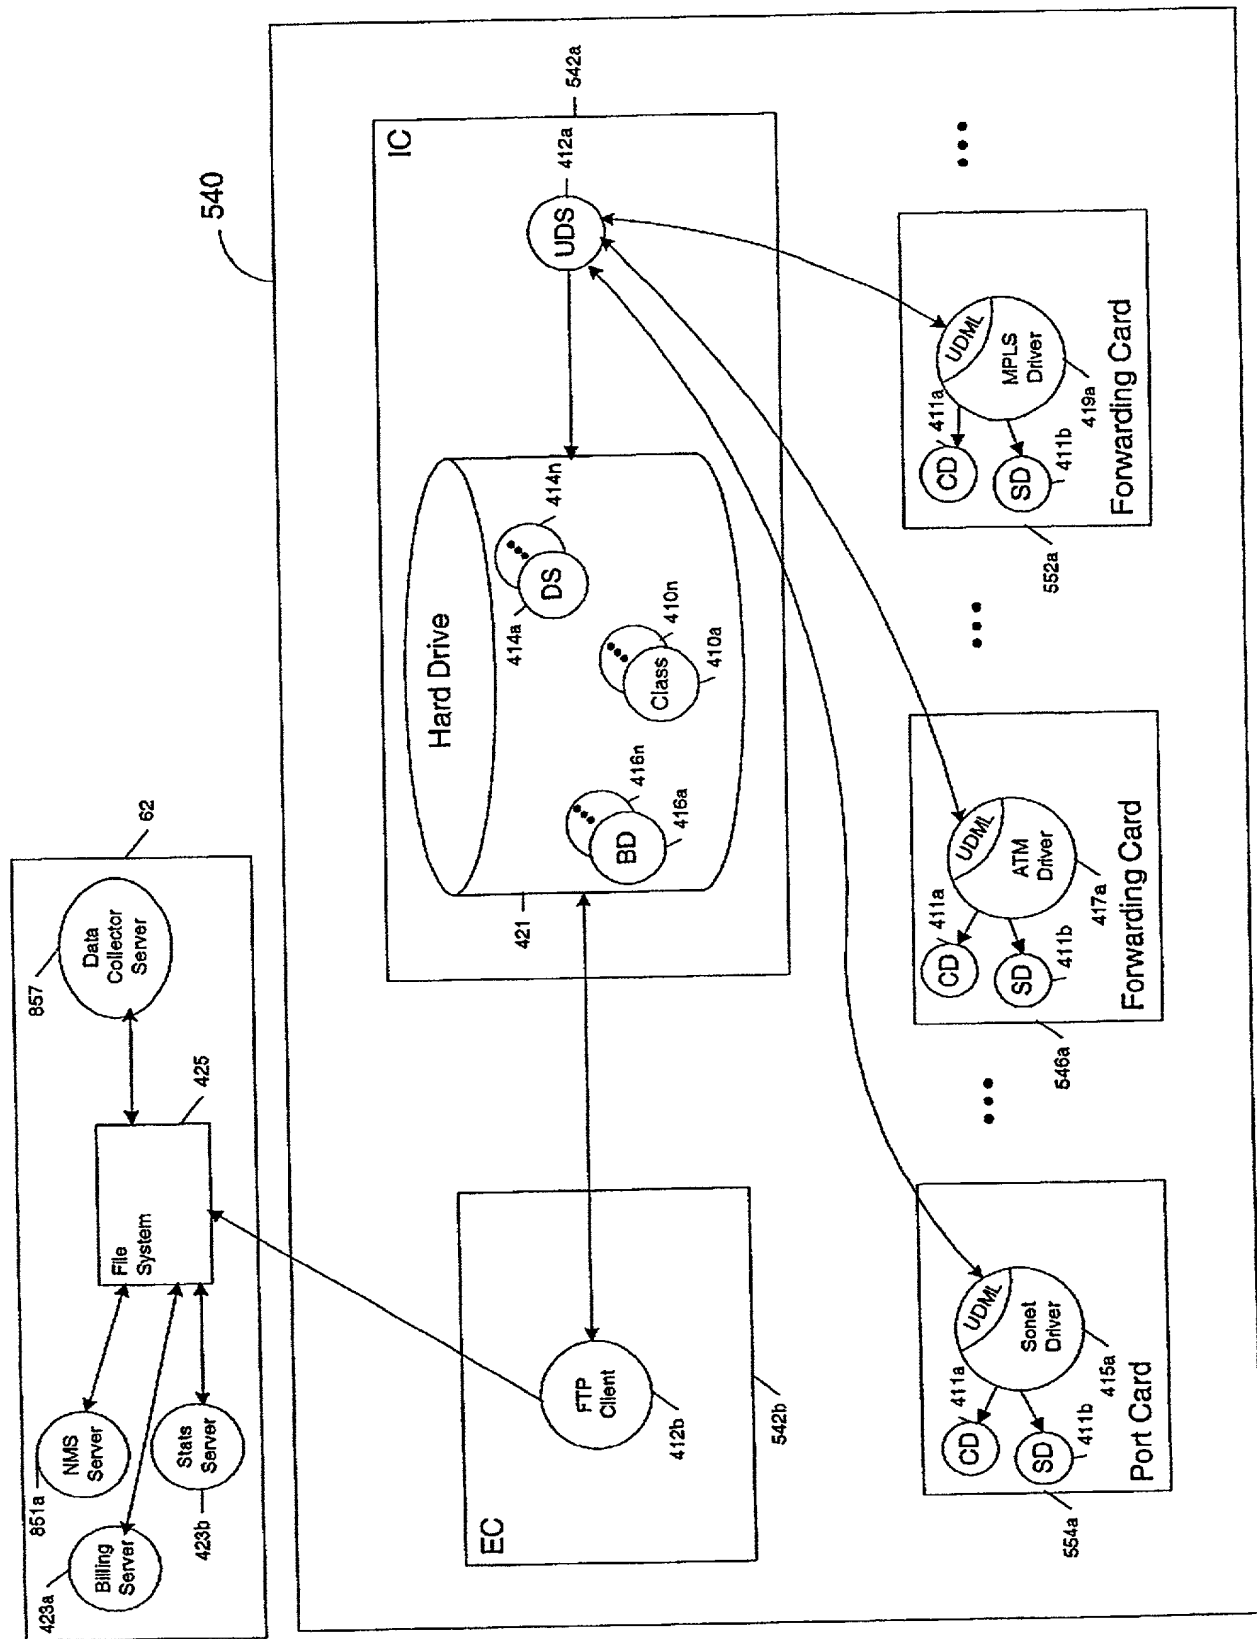 62
857
Data
Collector
Server
425
File
System
851a
NMS
Server
423a
Billing
Server
Stats
Server
423b
540
IC
542a
UDS
412a
Hard Drive
421
414n
DS
414a
410n
Class
410a
416n
BD
416a
EC
FTP
Client
412b
542b
Port Card
554a
UDML
Sonet
Driver
415a
CD
411a
SD
411b
Forwarding Card
546a
UDML
ATM
Driver
417a
CD
411a
SD
411b
Forwarding Card
552a
UDML
MPLS
Driver
419a
CD
411a
SD
411b